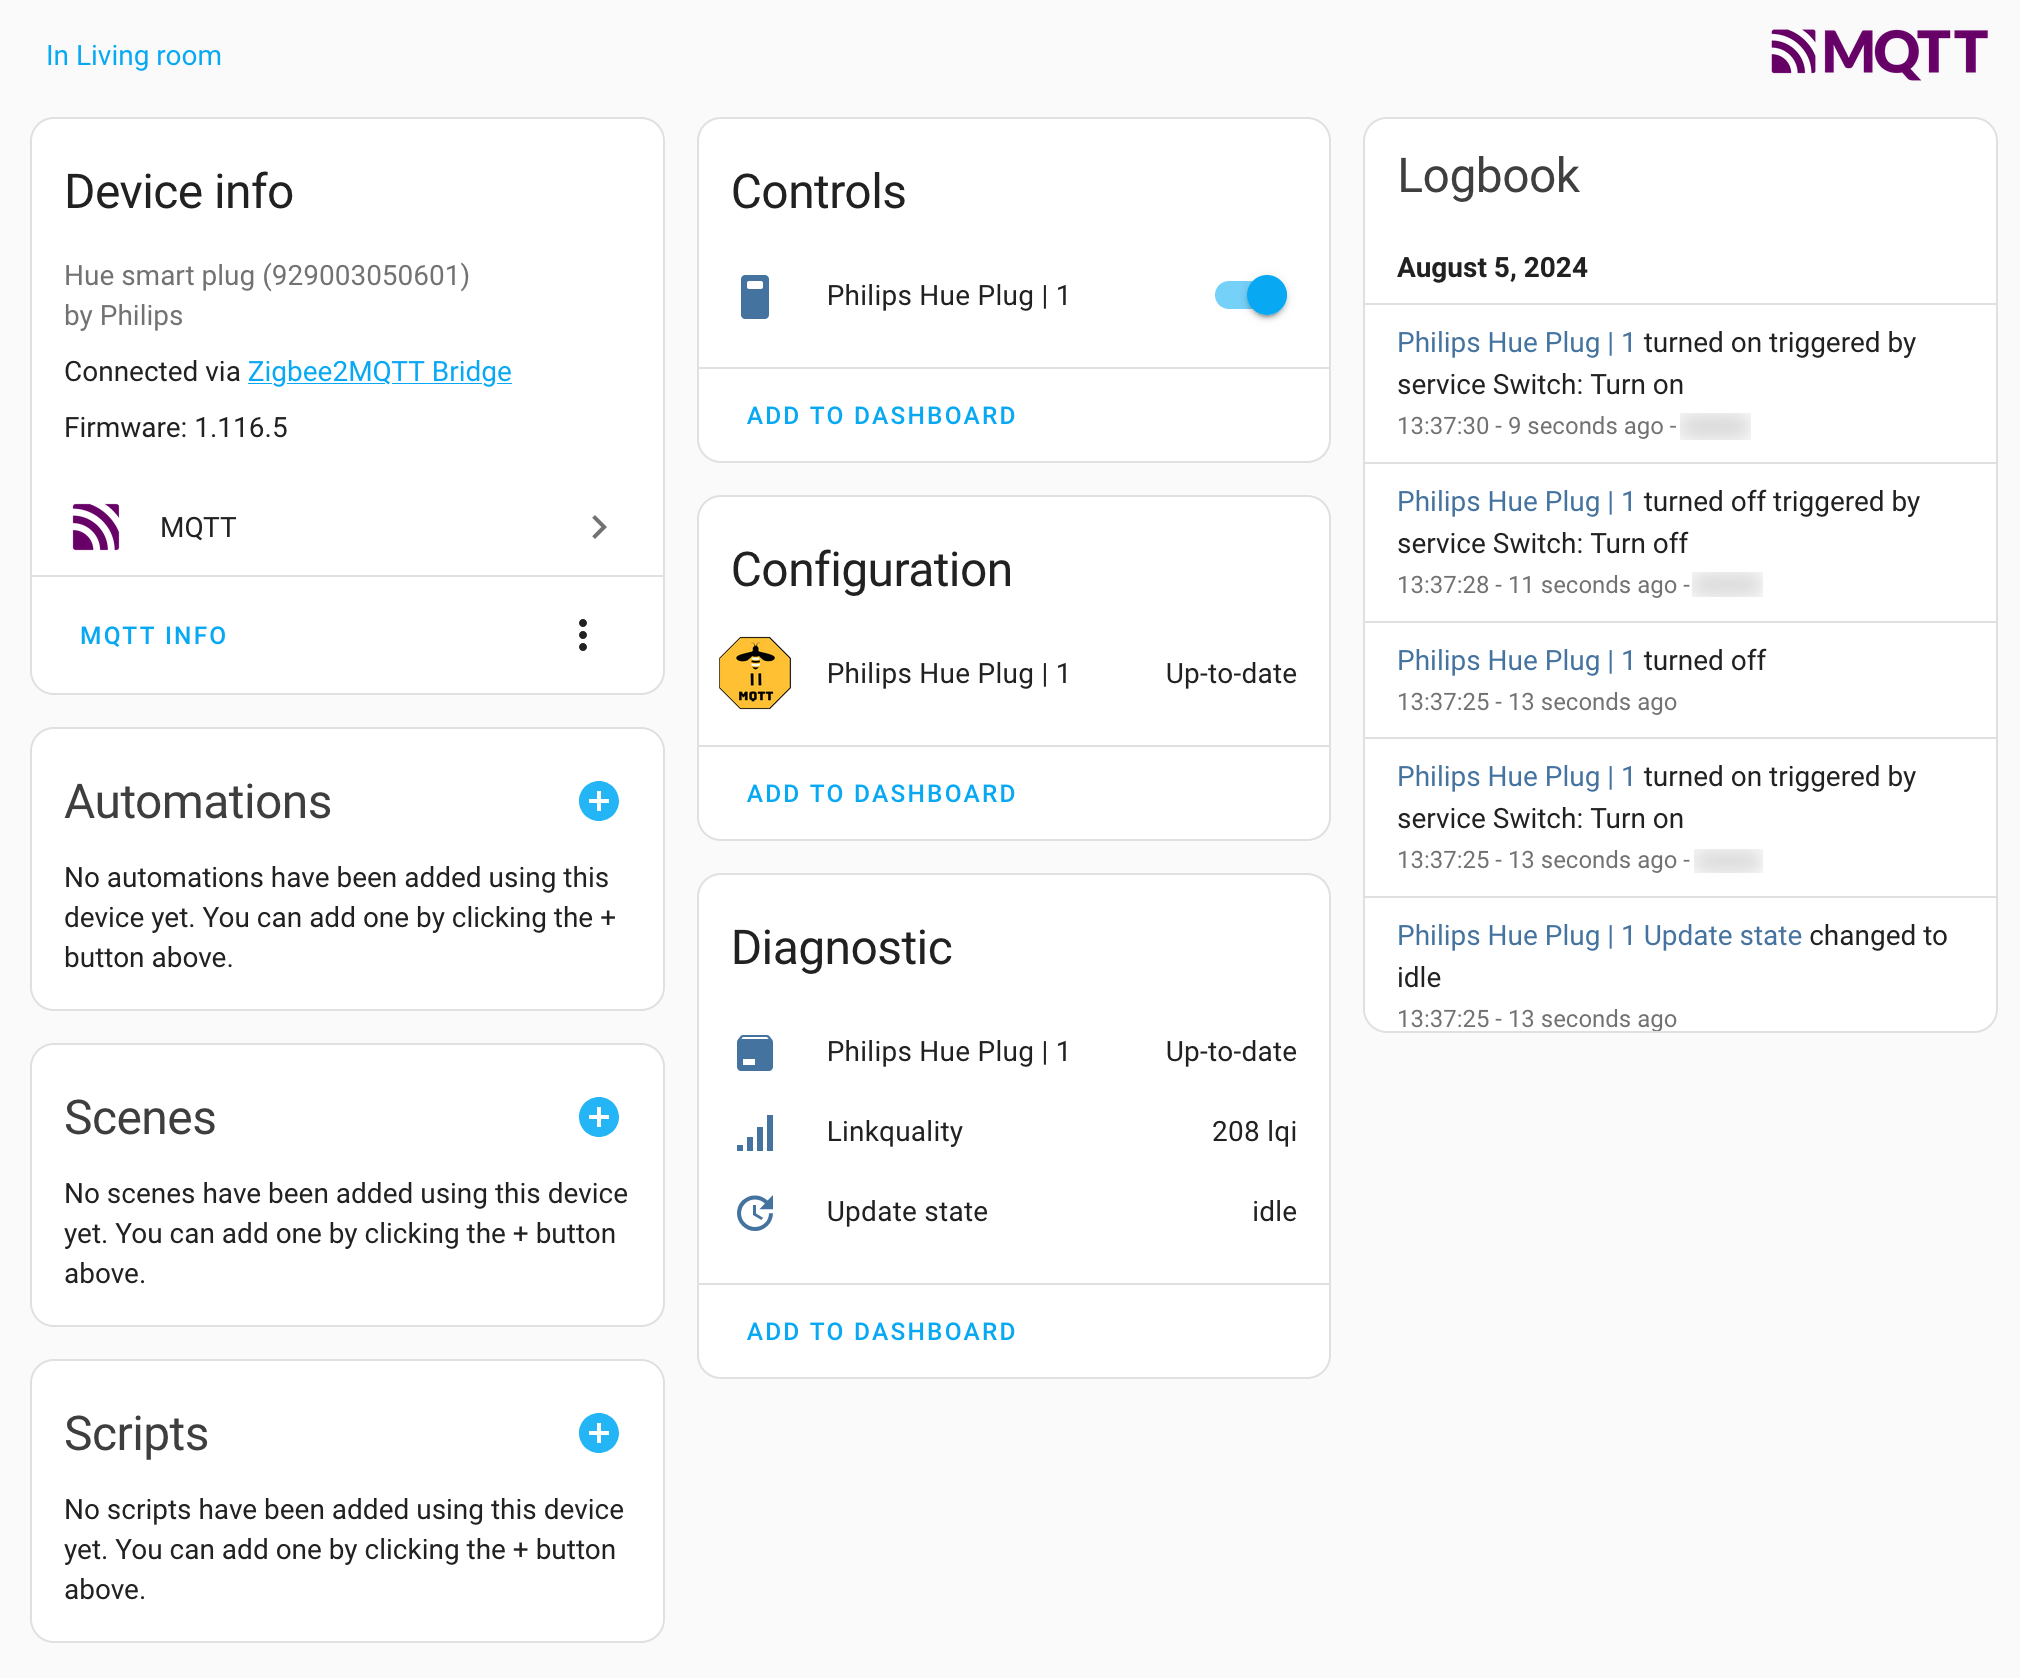 In Living room
MQTT
Device info
Hue smart plug (929003050601)
by Philips
Connected via Zigbee2MQTT Bridge
Firmware: 1.116.5
MQTT
MQTT INFO
Automations
No automations have been added using this
device yet. You can add one by clicking the +
button above.
Scenes
No scenes have been added using this device
yet. You can add one by clicking the + button
above.
Scripts
No scripts have been added using this device
yet. You can add one by clicking the + button
above.
Controls
Philips Hue Plug | 1
ADD TO DASHBOARD
Configuration
MQTT
Philips Hue Plug | 1 Up-to-date
ADD TO DASHBOARD
Diagnostic
Philips Hue Plug | 1 Up-to-date
Linkquality 208 lqi
Update state idle
ADD TO DASHBOARD
Logbook
August 5, 2024
Philips Hue Plug | 1 turned on triggered by
service Switch: Turn on
13:37:30 - 9 seconds ago -
Philips Hue Plug | 1 turned off triggered by
service Switch: Turn off
13:37:28 - 11 seconds ago -
Philips Hue Plug | 1 turned off
13:37:25 - 13 seconds ago
Philips Hue Plug | 1 turned on triggered by
service Switch: Turn on
13:37:25 - 13 seconds ago -
Philips Hue Plug | 1 Update state changed to
idle
13:37:25 - 13 seconds ago